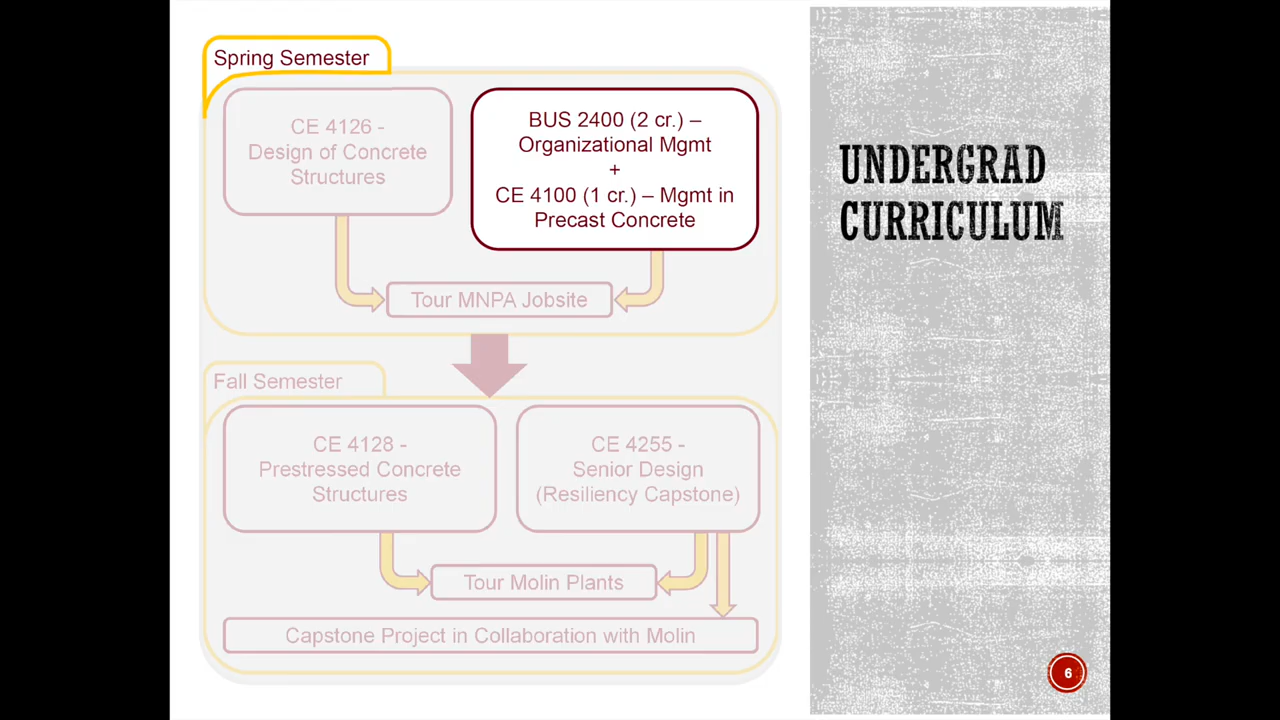 Spring Semester
CE 4126 -
Design of Concrete
Structures
BUS 2400 (2 cr.) –
Organizational Mgmt
+
CE 4100 (1 cr.) – Mgmt in
Precast Concrete
Tour MNPA Jobsite
Fall Semester
CE 4128 -
Prestressed Concrete
Structures
CE 4255 -
Senior Design
(Resiliency Capstone)
Tour Molin Plants
Capstone Project in Collaboration with Molin
UNDERGRAD
CURRICULUM
6